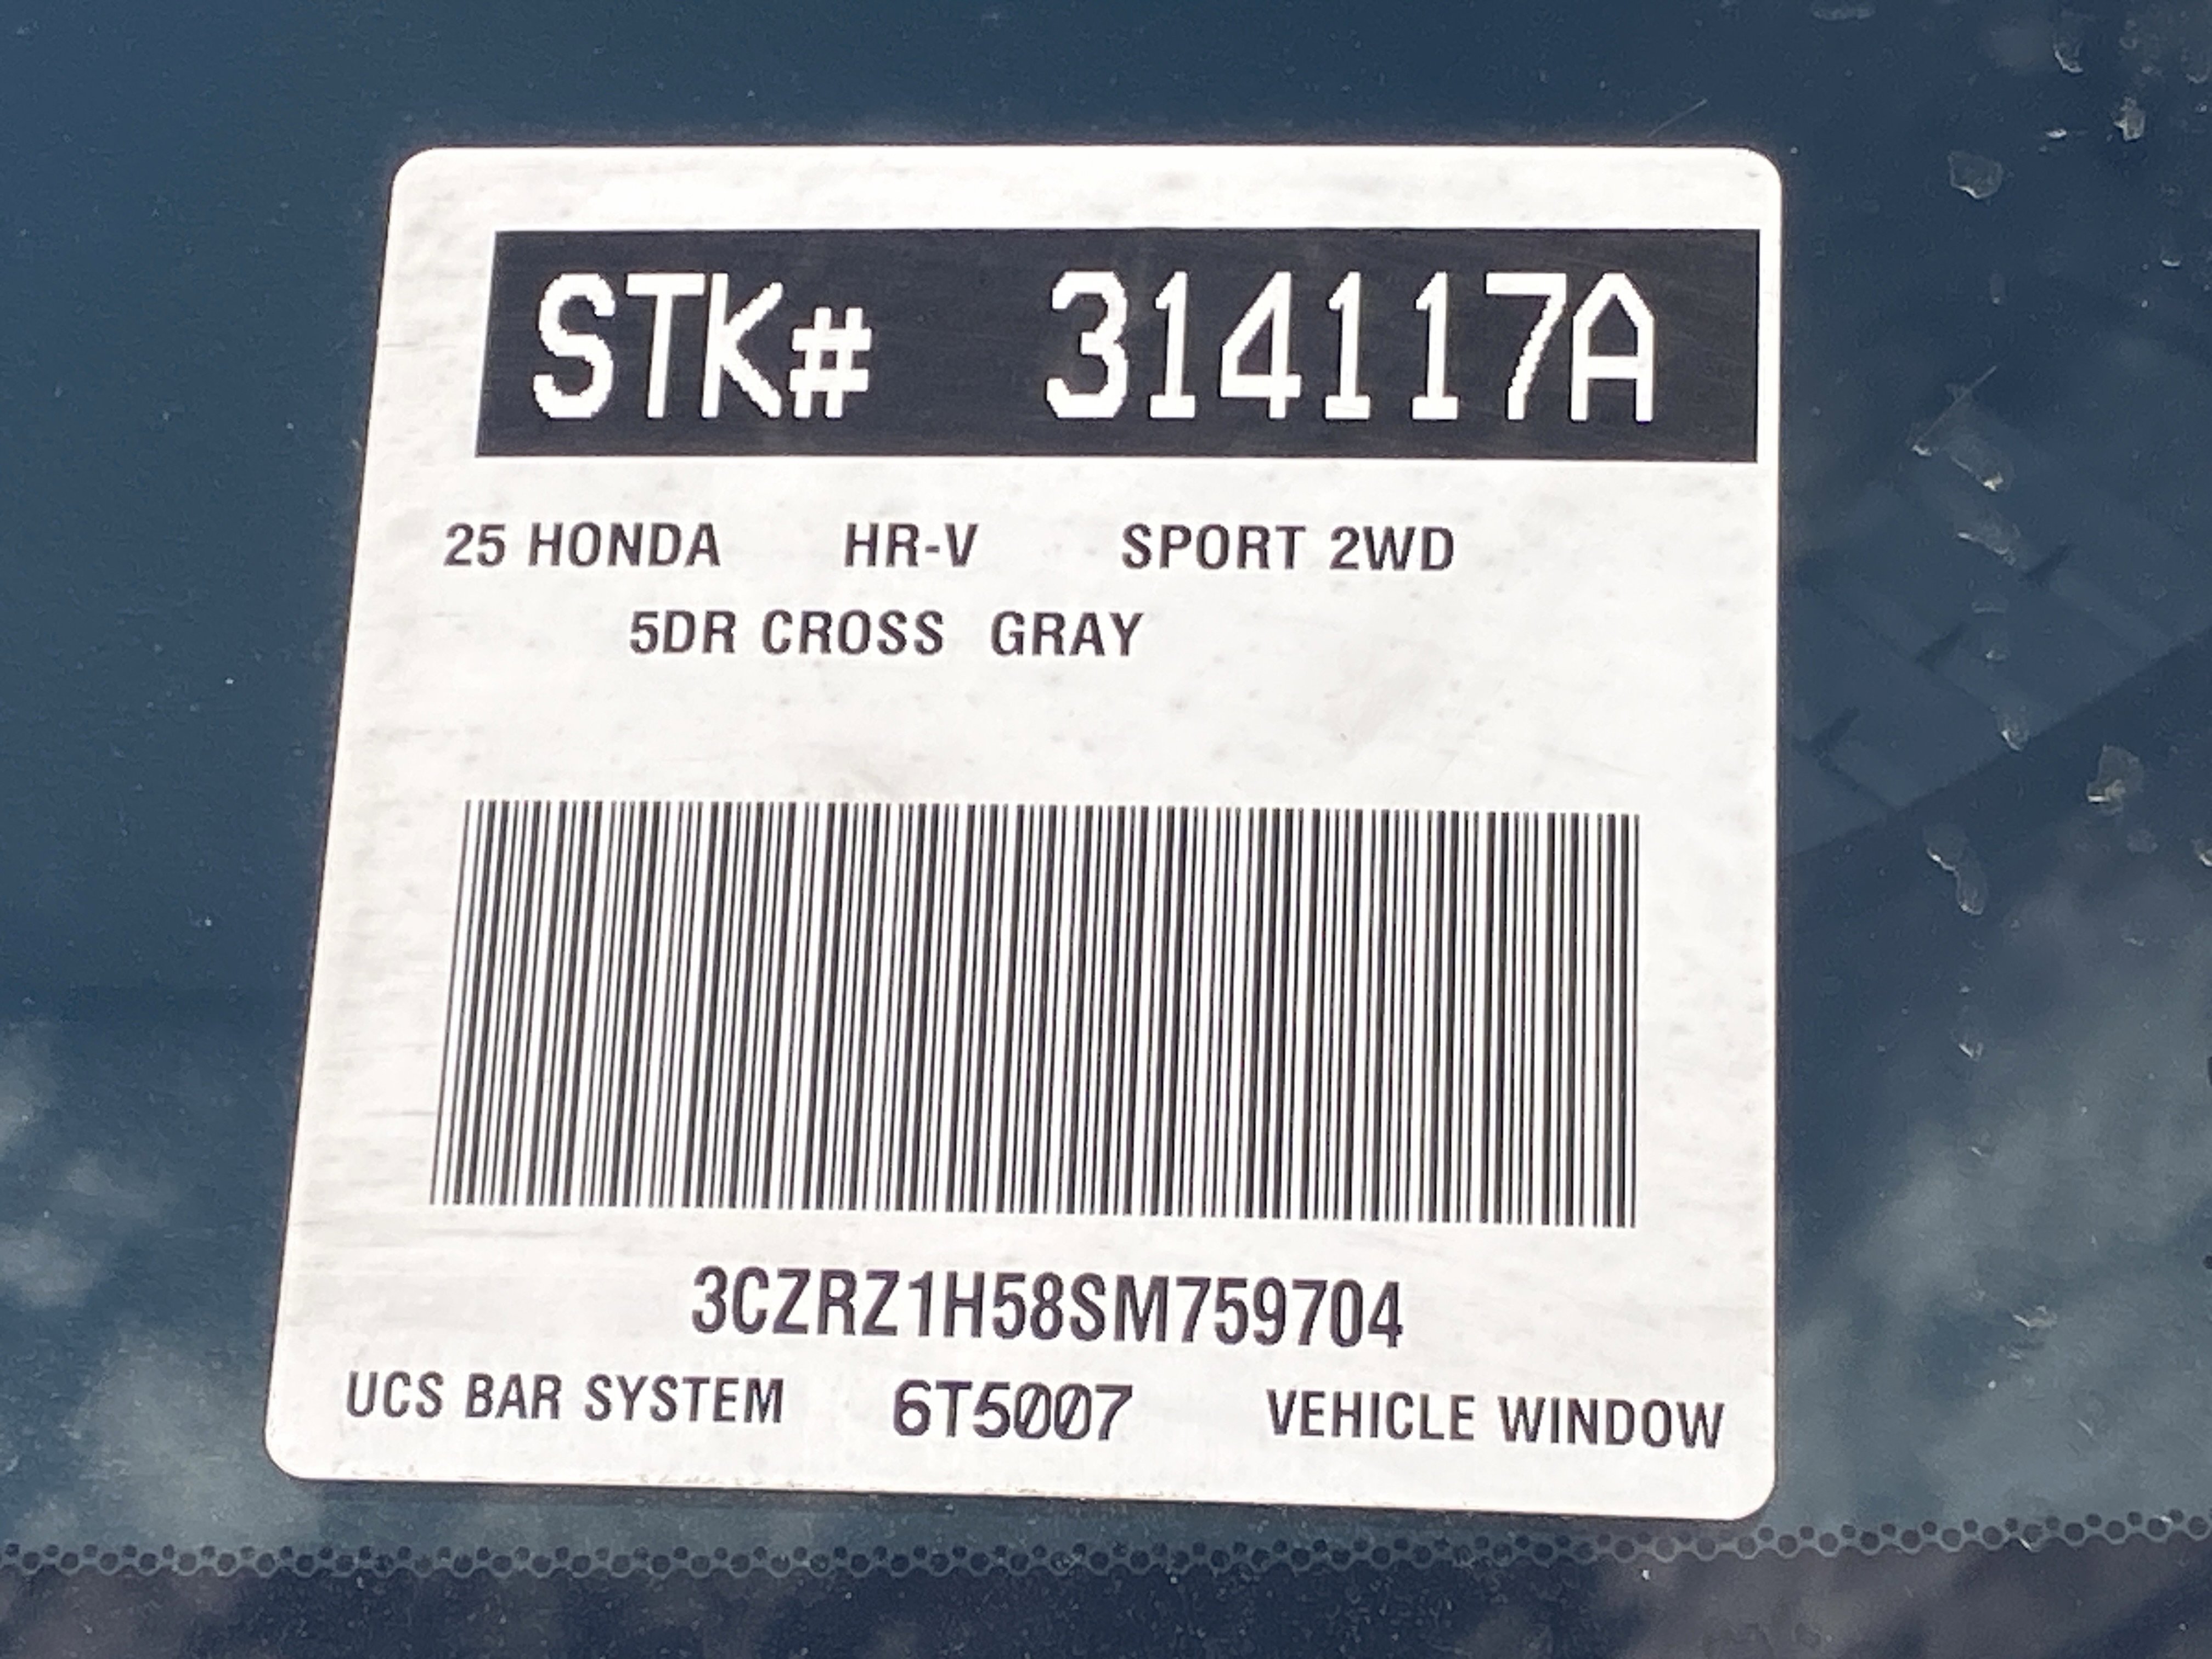 STK# 314117A
25 HONDA HR-V SPORT 2WD
5DR CROSS GRAY
3CZRZ1H58SM759704
UCS BAR SYSTEM 6T5007 VEHICLE WINDOW